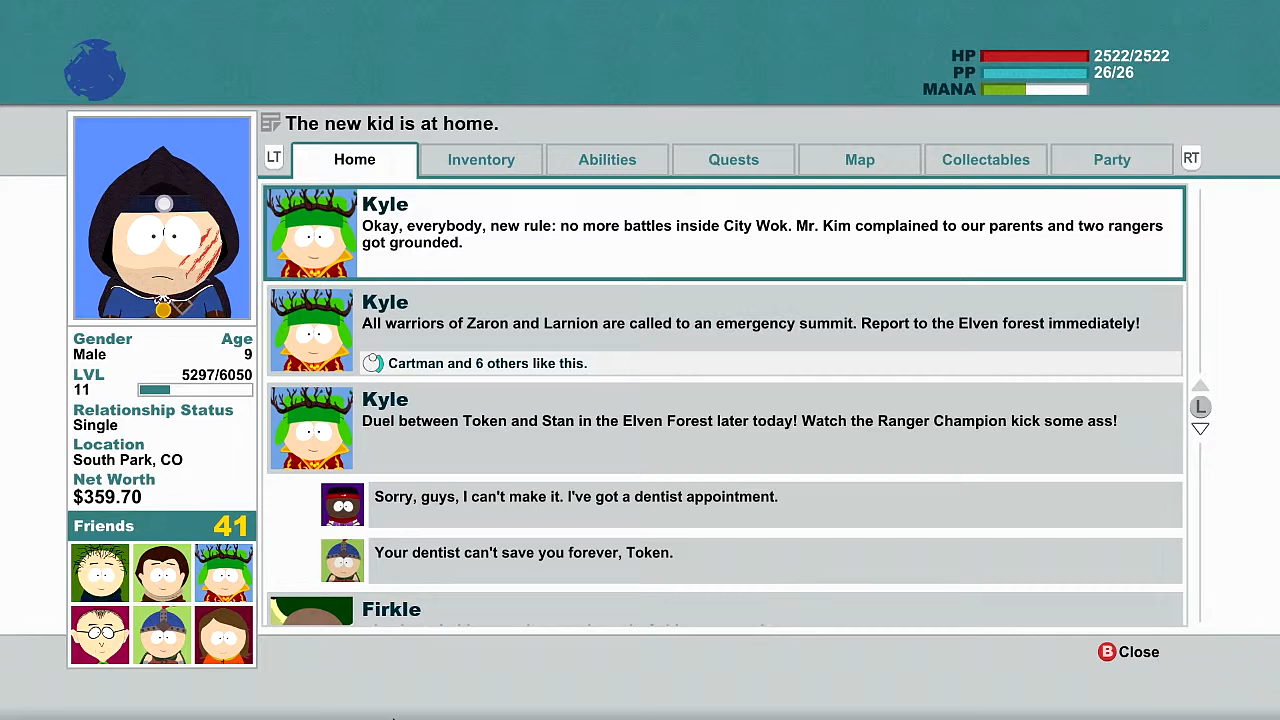 HP 2522/2522
PP 26/26
MANA
The new kid is at home.
LT Home Inventory Abilities Quests Map Collectables Party RT
Kyle
Okay, everybody, new rule: no more battles inside City Wok. Mr. Kim complained to our parents and two rangers
got grounded.
Kyle
All warriors of Zaron and Larnion are called to an emergency summit. Report to the Elven forest immediately!
Cartman and 6 others like this.
Kyle
Duel between Token and Stan in the Elven Forest later today! Watch the Ranger Champion kick some ass!
Sorry, guys, I can't make it. I've got a dentist appointment.
Your dentist can't save you forever, Token.
Firkle
Gender Age
Male 9
LVL 5297/6050
11
Relationship Status
Single
Location
South Park, CO
Net Worth
$359.70
Friends 41
L
B Close